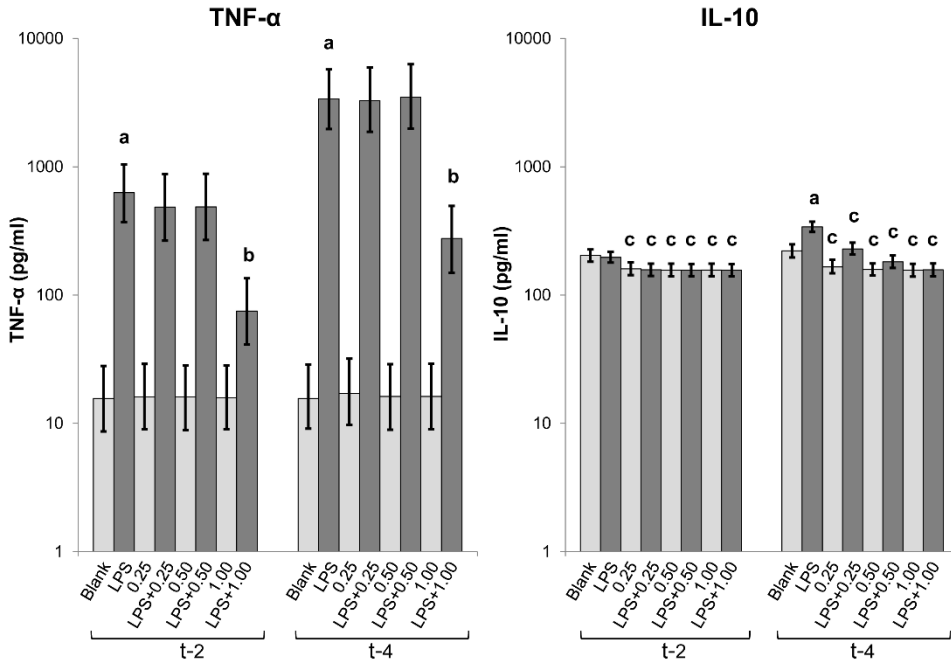 TNF-α
IL-10
TNF-α (pg/ml)
10000
1000
100
10
1
a
b
a
b
Blank
LPS
0.25
LPS+0.25
0.50
LPS+0.50
1.00
LPS+1.00
t-2
Blank
LPS
0.25
LPS+0.25
0.50
LPS+0.50
1.00
LPS+1.00
t-4
IL-10 (pg/ml)
10000
1000
100
10
1
c c c c c c
a
c c c c c c
Blank
LPS
0.25
LPS+0.25
0.50
LPS+0.50
1.00
LPS+1.00
t-2
Blank
LPS
0.25
LPS+0.25
0.50
LPS+0.50
1.00
LPS+1.00
t-4